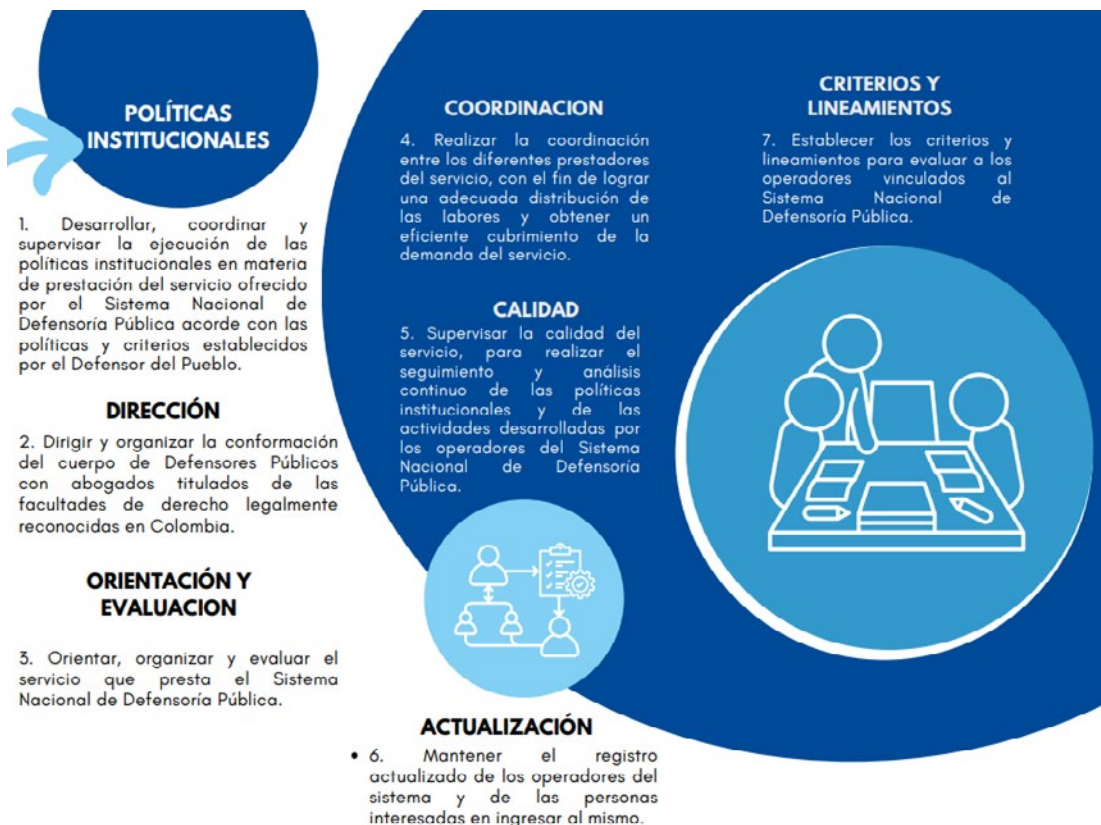 POLÍTICAS
INSTITUCIONALES
1. Desarrollar, coordinar y
supervisar la ejecución de las
políticas institucionales en materia
de prestación del servicio ofrecido
por el Sistema Nacional de
Defensoría Pública acorde con las
políticas y criterios establecidos
por el Defensor del Pueblo.
DIRECCIÓN
2. Dirigir y organizar la conformación
del cuerpo de Defensores Públicos
con abogados titulados de las
facultades de derecho legalmente
reconocidas en Colombia.
ORIENTACIÓN Y
EVALUACION
3. Orientar, organizar y evaluar el
servicio que presta el Sistema
Nacional de Defensoría Pública.
COORDINACION
4. Realizar la coordinación
entre los diferentes prestadores
del servicio, con el fin de lograr
una adecuada distribución de
las labores y obtener un
eficiente cubrimiento de la
demanda del servicio.
CALIDAD
5. Supervisar la calidad del
servicio, para realizar el
seguimiento y análisis
continuo de las políticas
institucionales y de las
actividades desarrolladas por
los operadores del Sistema
Nacional de Defensoría
Pública.
ACTUALIZACIÓN
• 6. Mantener el registro
actualizado de los operadores del
sistema y de las personas
interesadas en ingresar al mismo.
CRITERIOS Y
LINEAMIENTOS
7. Establecer los criterios y
lineamientos para evaluar a los
operadores vinculados al
Sistema Nacional de
Defensoría Pública.